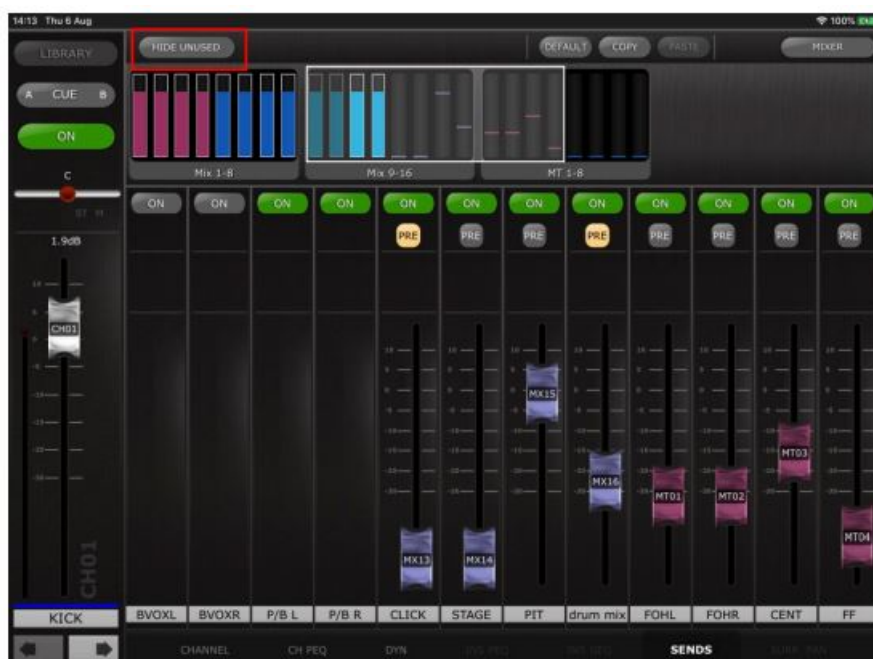 14:13 Thu 6 Aug 100%
LIBRARY HIDE UNUSED DEFAULT COPY PASTE MIXER
A CUE B
ON
Mix 1-8 Mix 9-16 MT 1-8
C
ST M
ON ON ON ON ON ON ON ON ON ON ON ON
PRE PRE PRE PRE PRE PRE PRE PRE
1.9dB
CH01
MX15
MT03
MX16
MT01 MT02
MT04
MX13 MX14
CH01
KICK BVOXL BVOXR P/B L P/B R CLICK STAGE PIT drum mix FOHL FOHR CENT FF
CHANNEL CH PEQ DYN SENDS